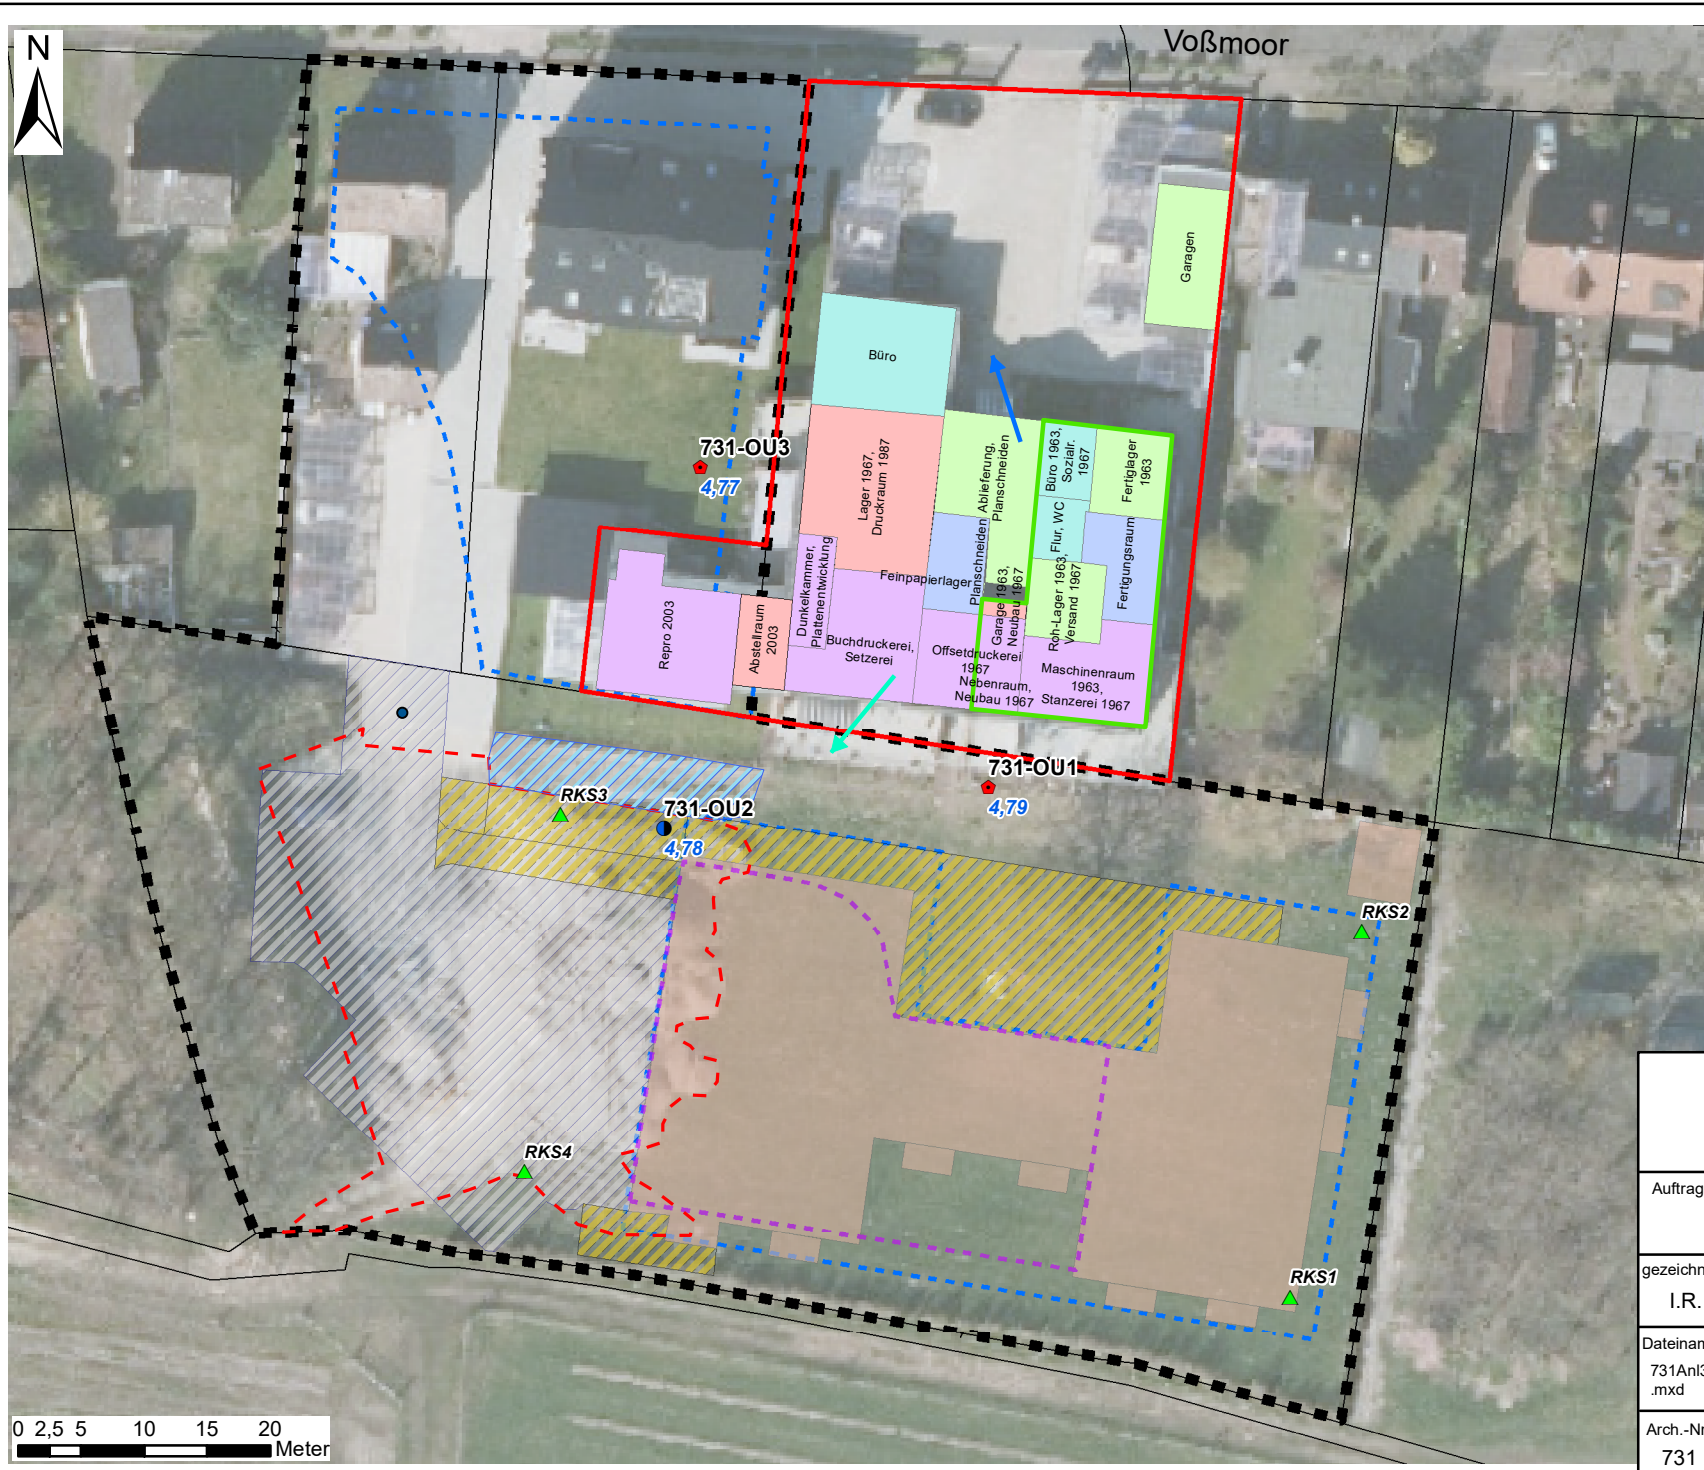 N
Voßmoor
Garagen
Büro
731-OU3
4,77
Lager 1967,
Druckraum 1987
Ablieferung,
Planschneiden
Büro 1963,
Sozialr.
1967
Fertiglager
1963
Flur, WC
Fertigungsraum
Planschneiden
Feinpapierlager
Dunkelkammer,
Plattenentwicklung
Garage 1963,
Neubau 1967
Roh-Lager 1963,
Versand 1967
Repro 2003
Abstellraum
2003
Buchdruckerei,
Setzerei
Offsetdruckerei
1967
Nebenraum,
Neubau 1967
Maschinenraum
1963,
Stanzerei 1967
731-OU1
4,79
RKS3
731-OU2
4,78
RKS2
RKS4
RKS1
Auftrag
gezeichn
I.R.
Dateinam
731Anl3
.mxd
Arch.-Nr
731
0 2,5 5 10 15 20
Meter